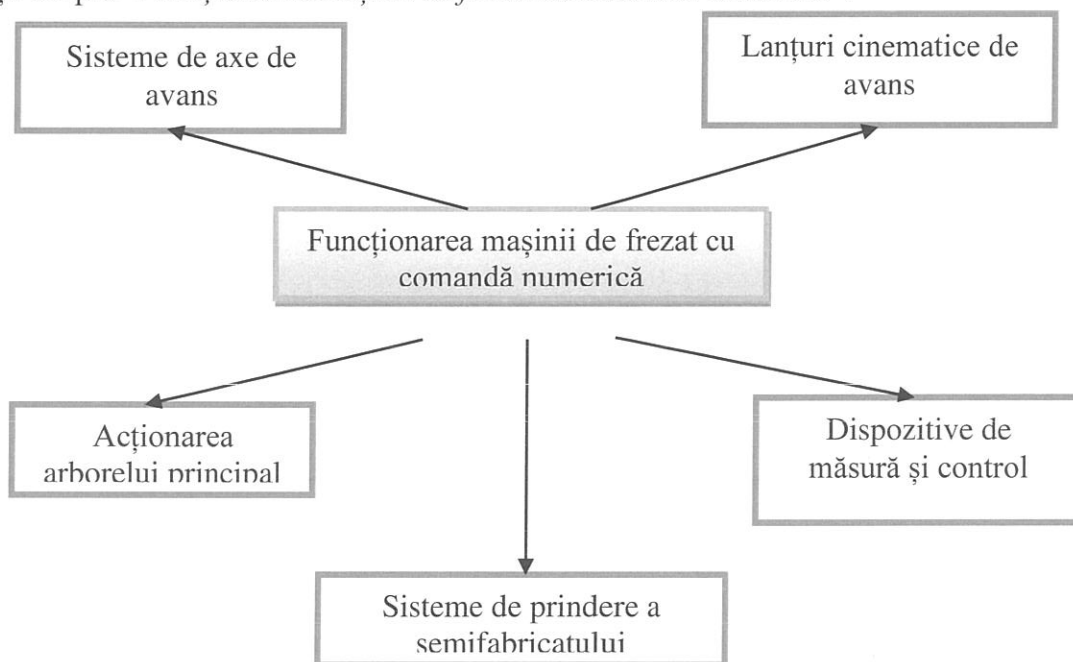 Sisteme de axe de
avans
Lanțuri cinematice de
avans
Funcționarea mașinii de frezat cu
comandă numerică
Acționarea
arborelui principal
Dispozitive de
măsură și control
Sisteme de prindere a
semifabricatului